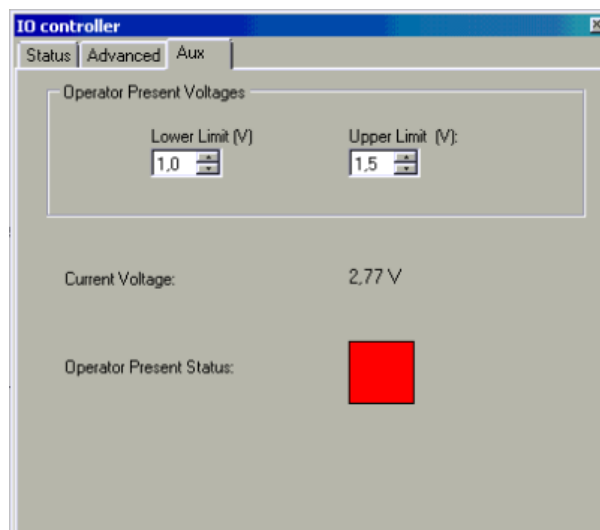 IO controller
Status Advanced Aux
Operator Present Voltages
Lower Limit (V) Upper Limit (V):
1,0 1,5
Current Voltage: 2,77 V
Operator Present Status: